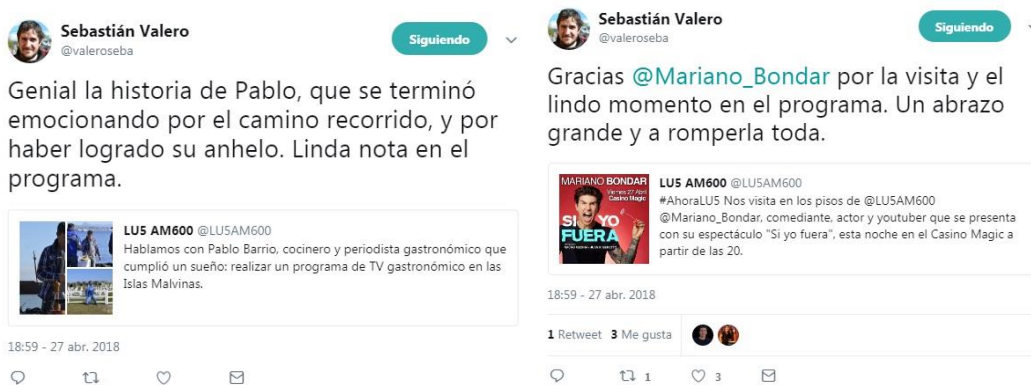 Sebastián Valero
@valeroseba
Siguiendo
Genial la historia de Pablo, que se terminó
emocionando por el camino recorrido, y por
haber logrado su anhelo. Linda nota en el
programa.
LU5 AM600 @LU5AM600
Hablamos con Pablo Barrio, cocinero y periodista gastronómico que
cumplió un sueño: realizar un programa de TV gastronómico en las
Islas Malvinas.
18:59 - 27 abr. 2018
Sebastián Valero
@valeroseba
Siguiendo
Gracias @Mariano_Bondar por la visita y el
lindo momento en el programa. Un abrazo
grande y a romperla toda.
MARIANO BONDAR
Viernes 27 Abril
Casino Magic
SI YO
FUERA
LU5 AM600 @LU5AM600
#AhoraLU5 Nos visita en los pisos de @LU5AM600
@Mariano_Bondar, comediante, actor y youtuber que se presenta
con su espectáculo "Si yo fuera", esta noche en el Casino Magic a
partir de las 20.
18:59 - 27 abr. 2018
1 Retweet 3 Me gusta
1 3